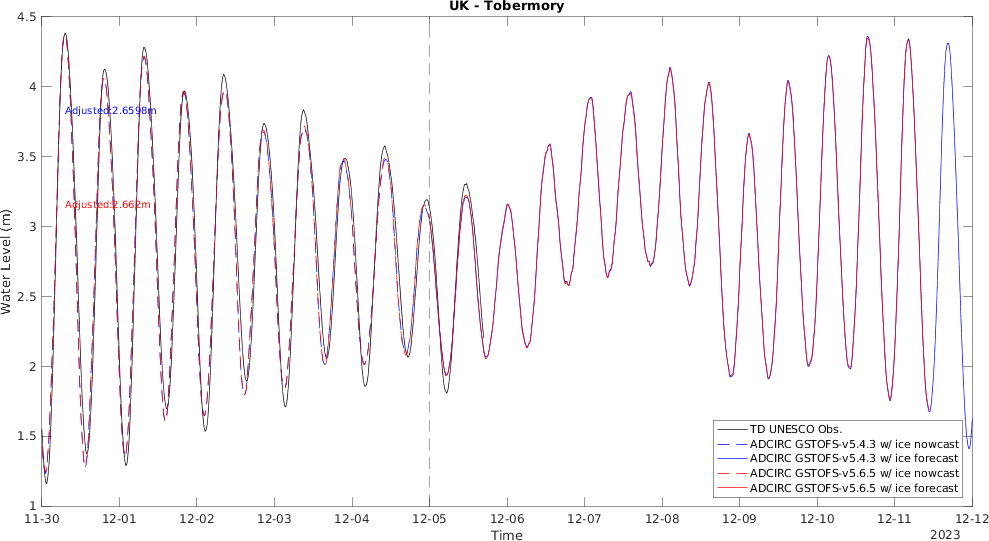 UK - Tobermory
4.5
4
3.5
3
2.5
2
1.5
1
Water Level (m)
Adjusted:2.6598m
Adjusted:2.662m
TD UNESCO Obs.
ADCIRC GSTOFS-v5.4.3 w/ ice nowcast
ADCIRC GSTOFS-v5.4.3 w/ ice forecast
ADCIRC GSTOFS-v5.6.5 w/ ice nowcast
ADCIRC GSTOFS-v5.6.5 w/ ice forecast
11-30 12-01 12-02 12-03 12-04 12-05 12-06 12-07 12-08 12-09 12-10 12-11 12-12
Time
2023